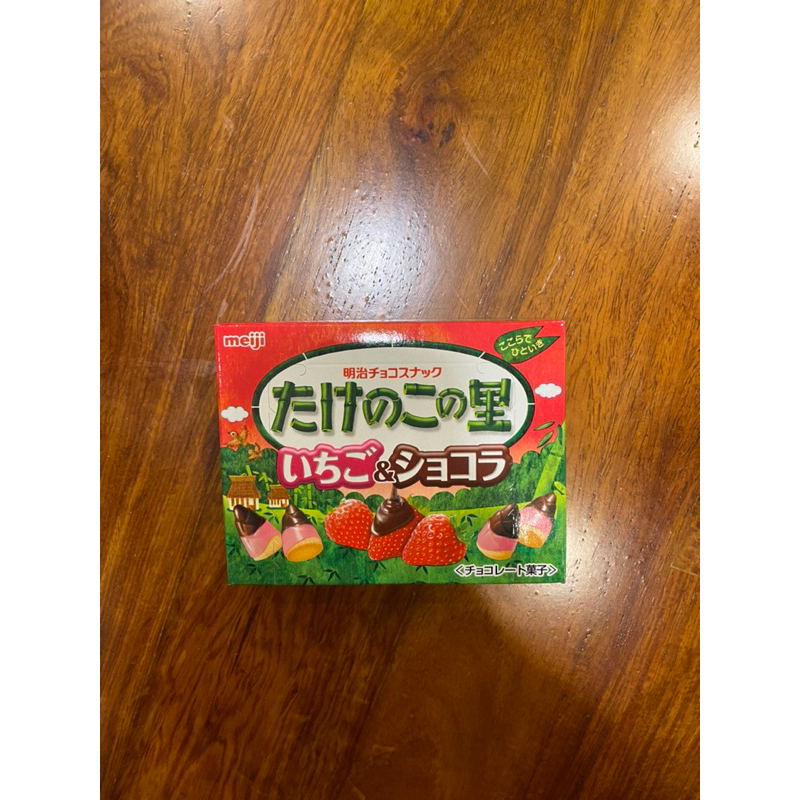 meiji
ここらで
ひといき
明治チョコスナック
たけのこの里
いちご&ショコラ
<チョコレート菓子>